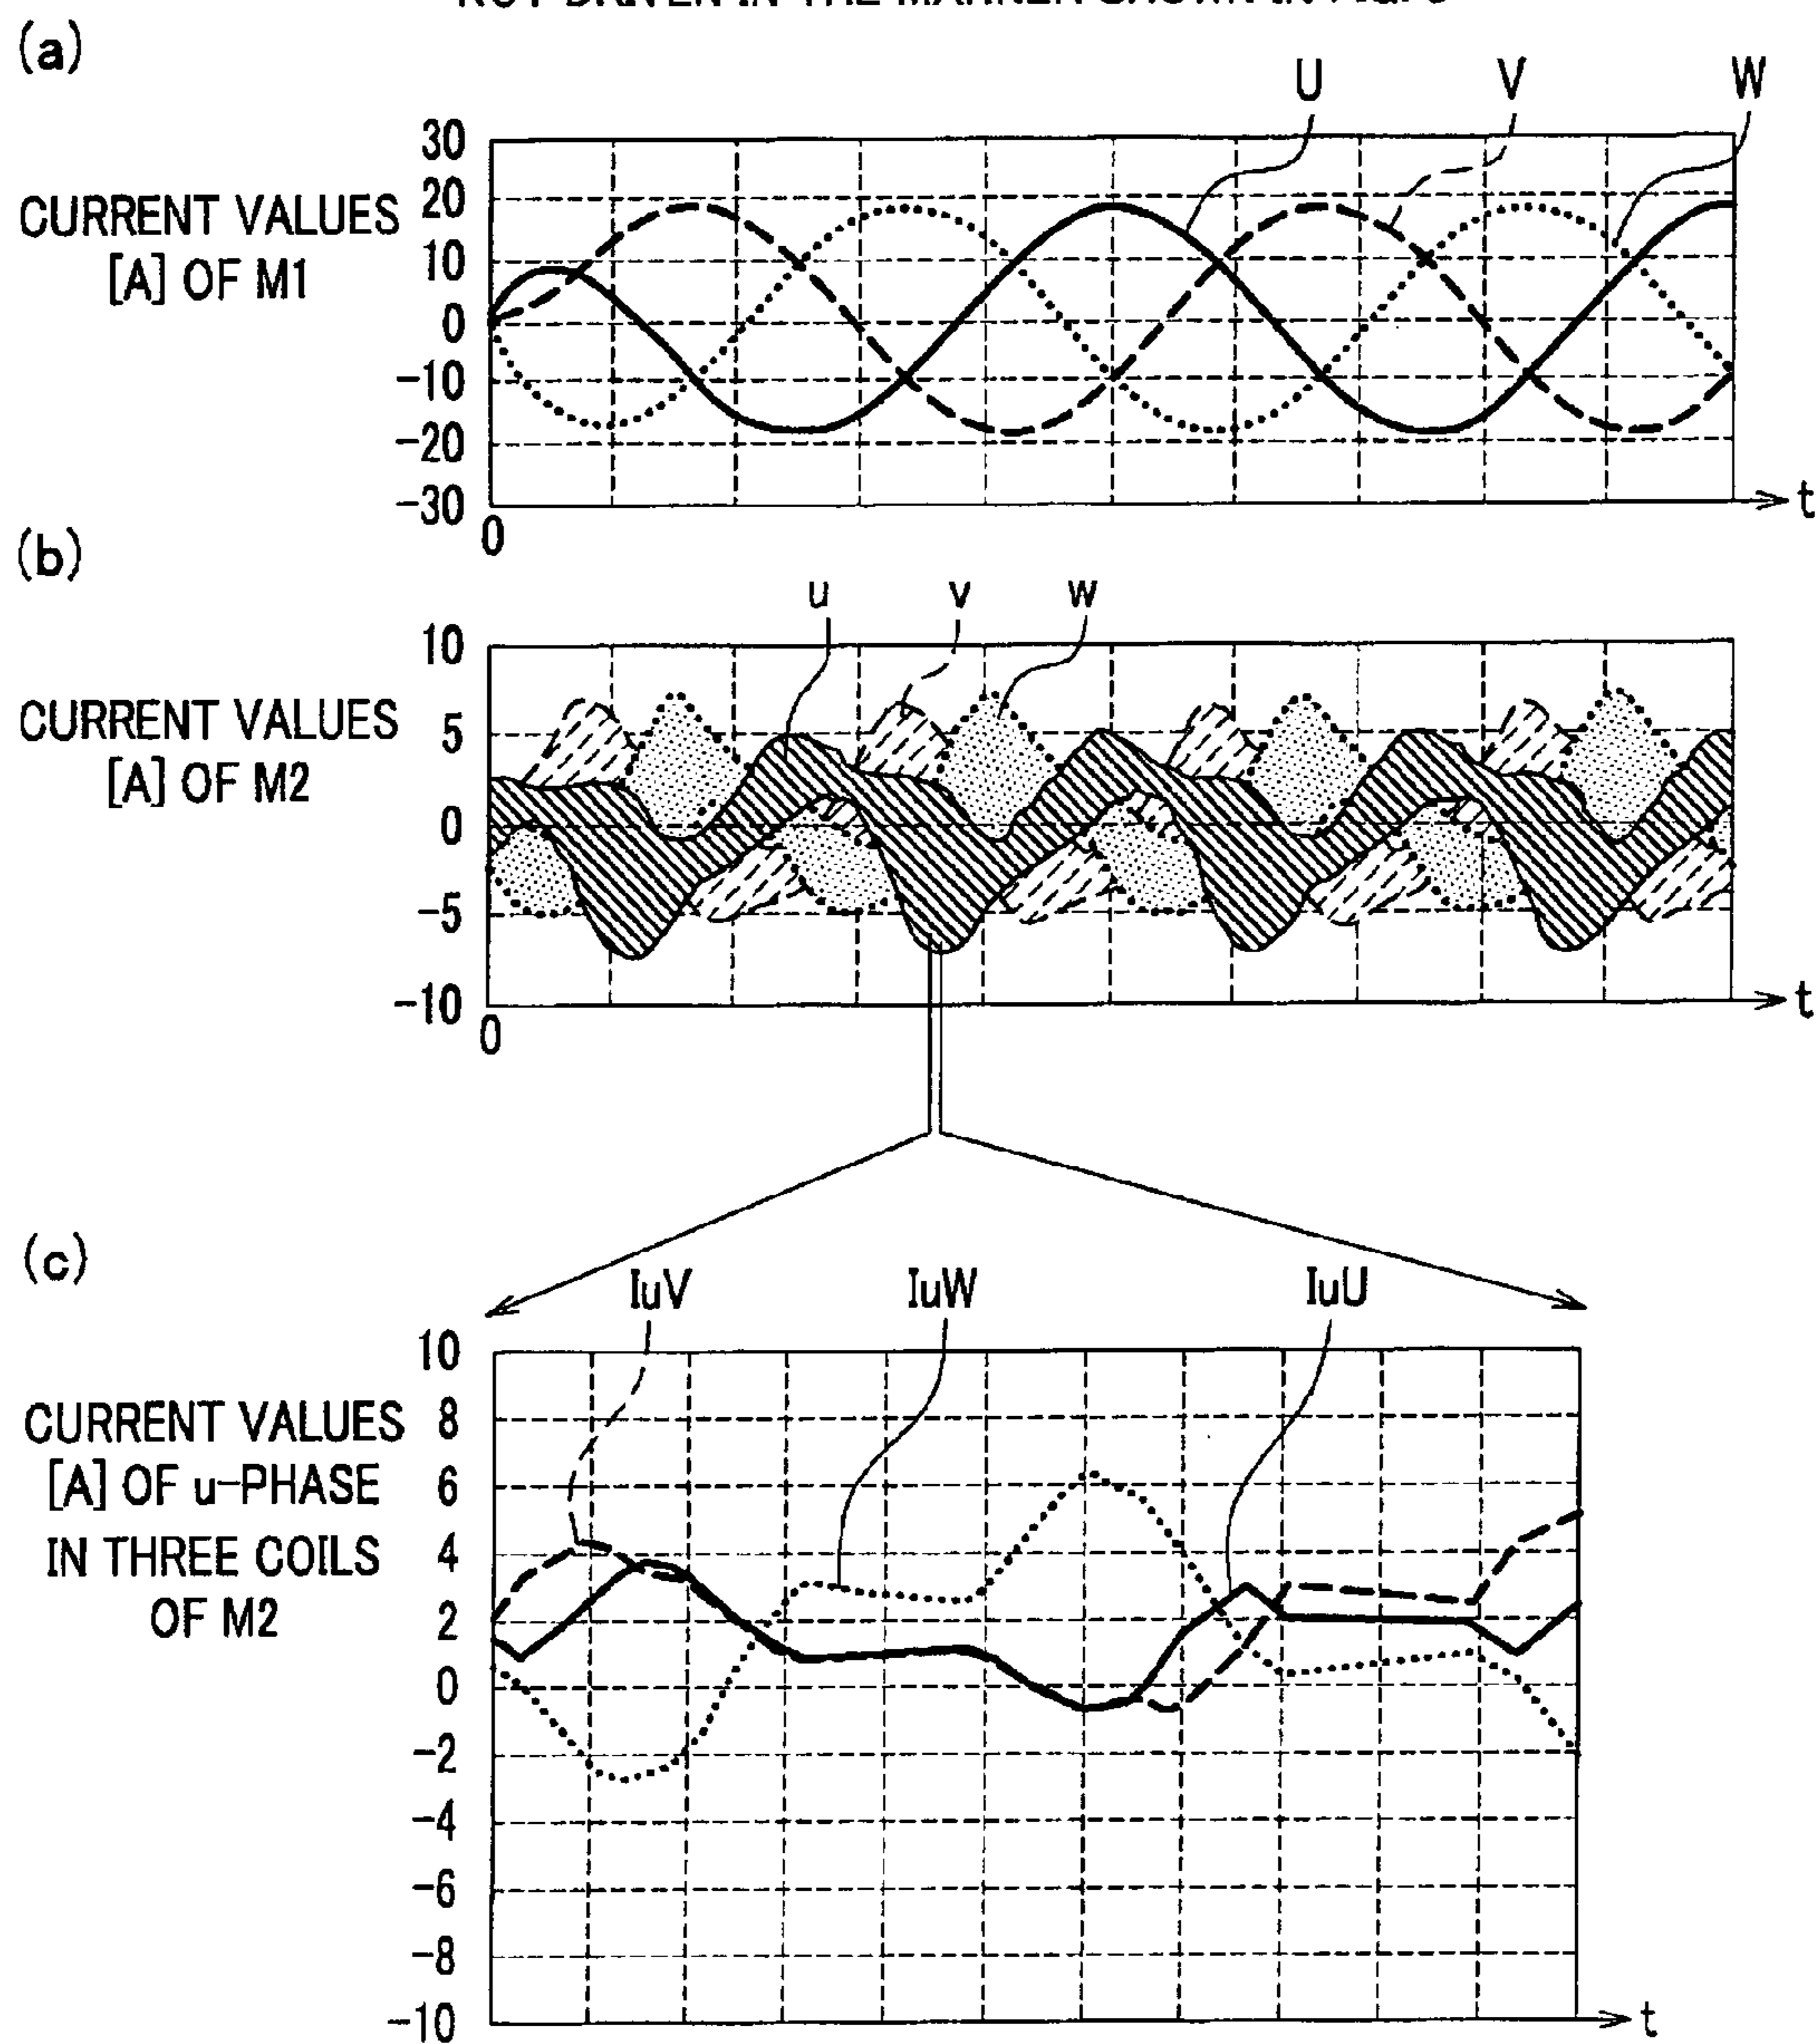 (a)
U V W
30
20
10
0
-10
-20
-30
CURRENT VALUES
[A] OF M1
0
t
(b)
u v w
10
5
0
-5
-10
CURRENT VALUES
[A] OF M2
0
t
(c)
IuV IuW IuU
10
8
6
4
2
0
-2
-4
-6
-8
-10
CURRENT VALUES
[A] OF u-PHASE
IN THREE COILS
OF M2
t